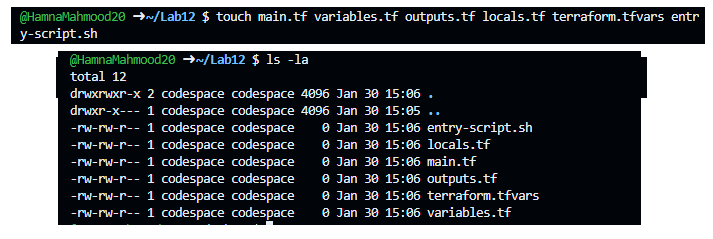 @HamnaMahmood20 ➜~/Lab12 $ touch main.tf variables.tf outputs.tf locals.tf terraform.tfvars entr
y-script.sh
@HamnaMahmood20 ➜~/Lab12 $ ls -la
total 12
drwxrwxr-x 2 codespace codespace 4096 Jan 30 15:06 .
drwxr-x--- 1 codespace codespace 4096 Jan 30 15:05 ..
-rw-rw-r-- 1 codespace codespace    0 Jan 30 15:06 entry-script.sh
-rw-rw-r-- 1 codespace codespace    0 Jan 30 15:06 locals.tf
-rw-rw-r-- 1 codespace codespace    0 Jan 30 15:06 main.tf
-rw-rw-r-- 1 codespace codespace    0 Jan 30 15:06 outputs.tf
-rw-rw-r-- 1 codespace codespace    0 Jan 30 15:06 terraform.tfvars
-rw-rw-r-- 1 codespace codespace    0 Jan 30 15:06 variables.tf